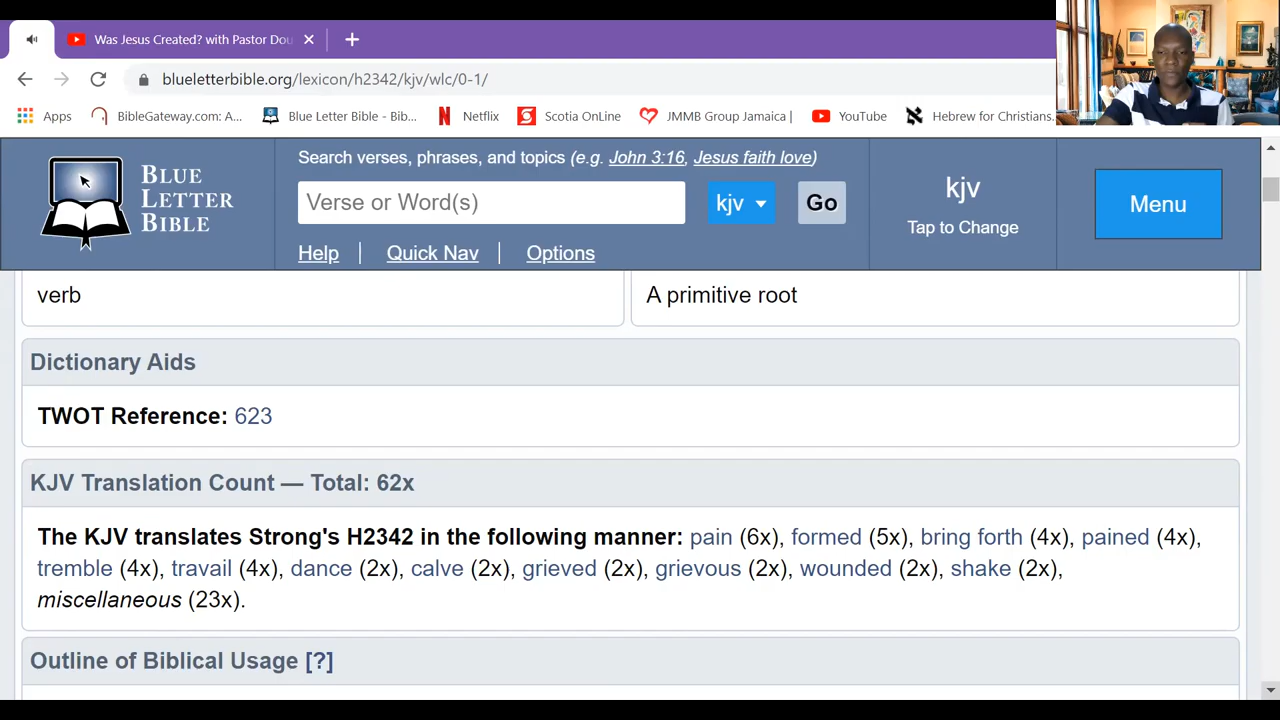 Was Jesus Created? with Pastor Dou
blueletterbible.org/lexicon/h2342/kjv/wlc/0-1/
Apps BibleGateway.com: A... Blue Letter Bible - Bib... Netflix Scotia OnLine JMMB Group Jamaica | YouTube Hebrew for Christians.
BLUE
LETTER
BIBLE
Search verses, phrases, and topics (e.g. John 3:16, Jesus faith love)
Verse or Word(s) kjv Go
Help | Quick Nav | Options
kjv
Tap to Change
Menu
verb
A primitive root
Dictionary Aids
TWOT Reference: 623
KJV Translation Count — Total: 62x
The KJV translates Strong's H2342 in the following manner: pain (6x), formed (5x), bring forth (4x), pained (4x),
tremble (4x), travail (4x), dance (2x), calve (2x), grieved (2x), grievous (2x), wounded (2x), shake (2x),
miscellaneous (23x).
Outline of Biblical Usage [?]